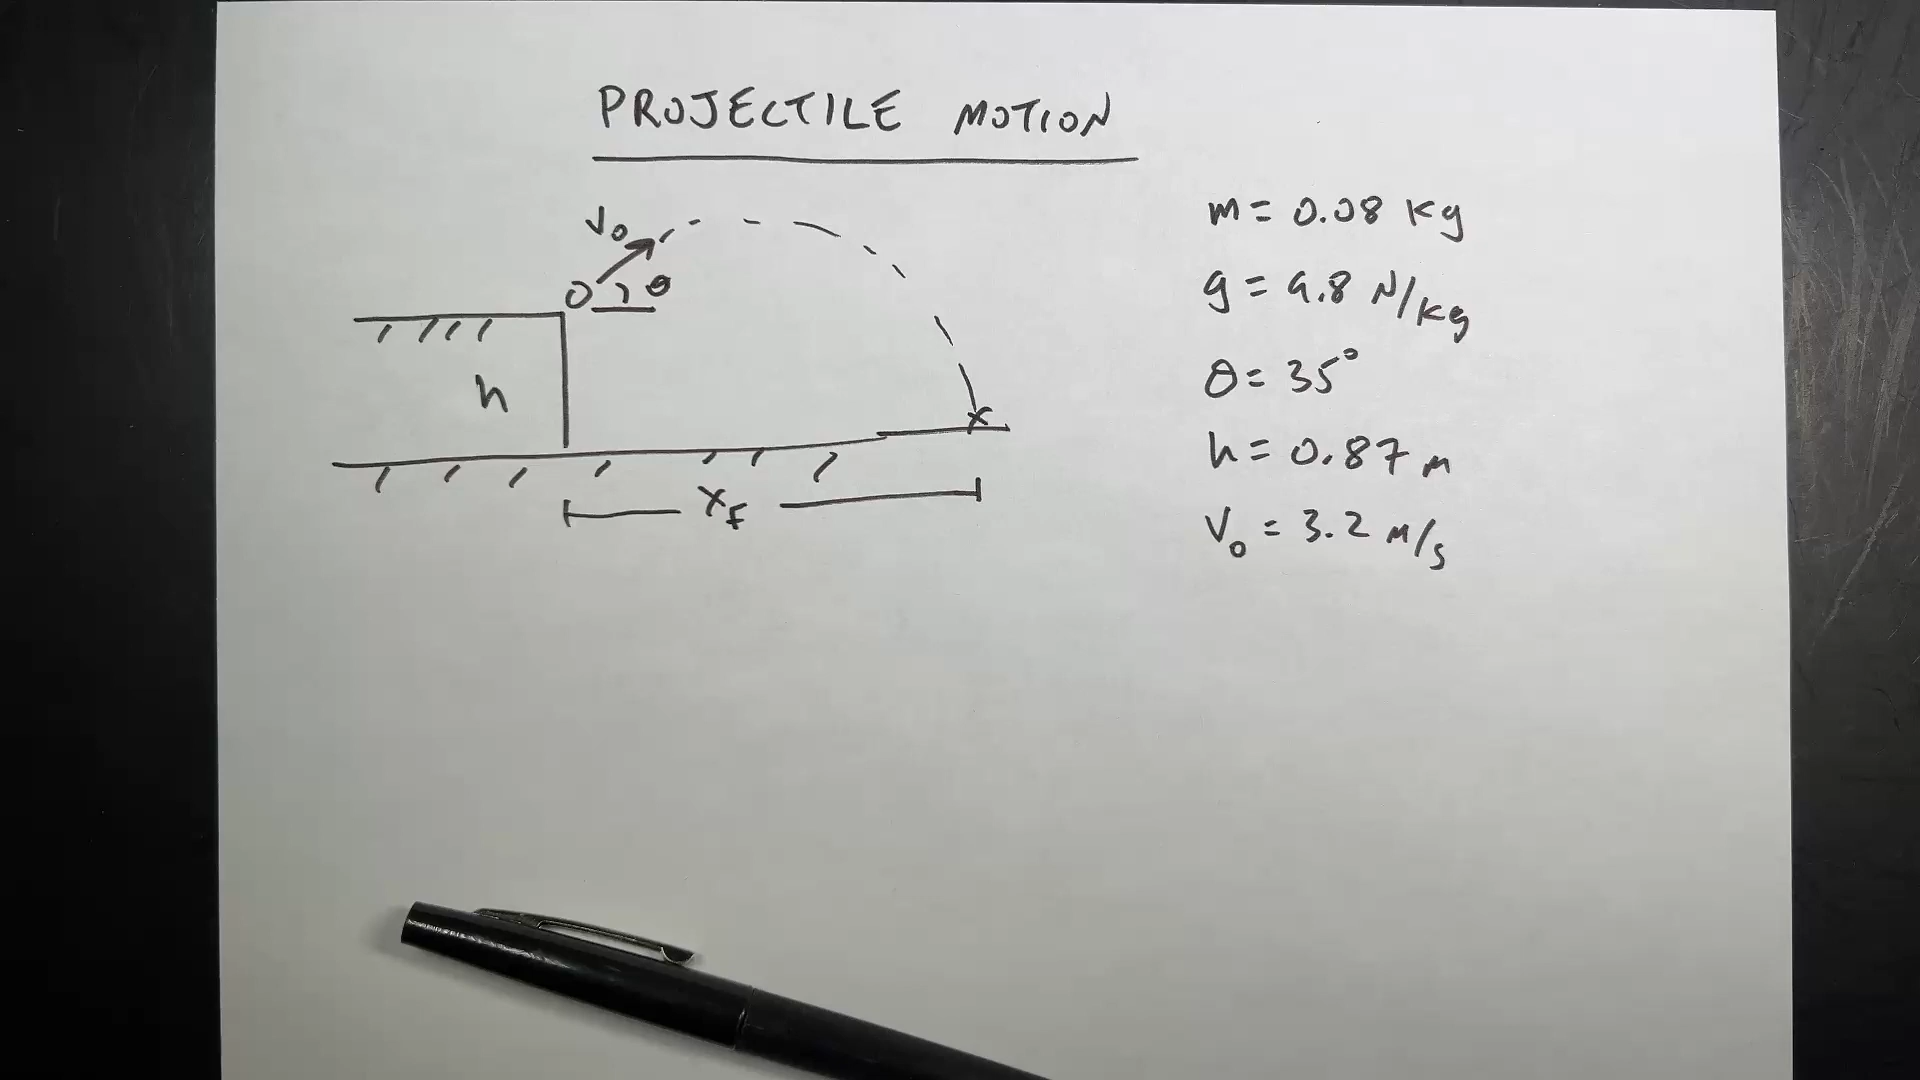 PROJECTILE MOTION
V₀
θ
h
x
x_f
m = 0.08 kg
g = 9.8 N/kg
θ = 35°
h = 0.87 m
V₀ = 3.2 m/s